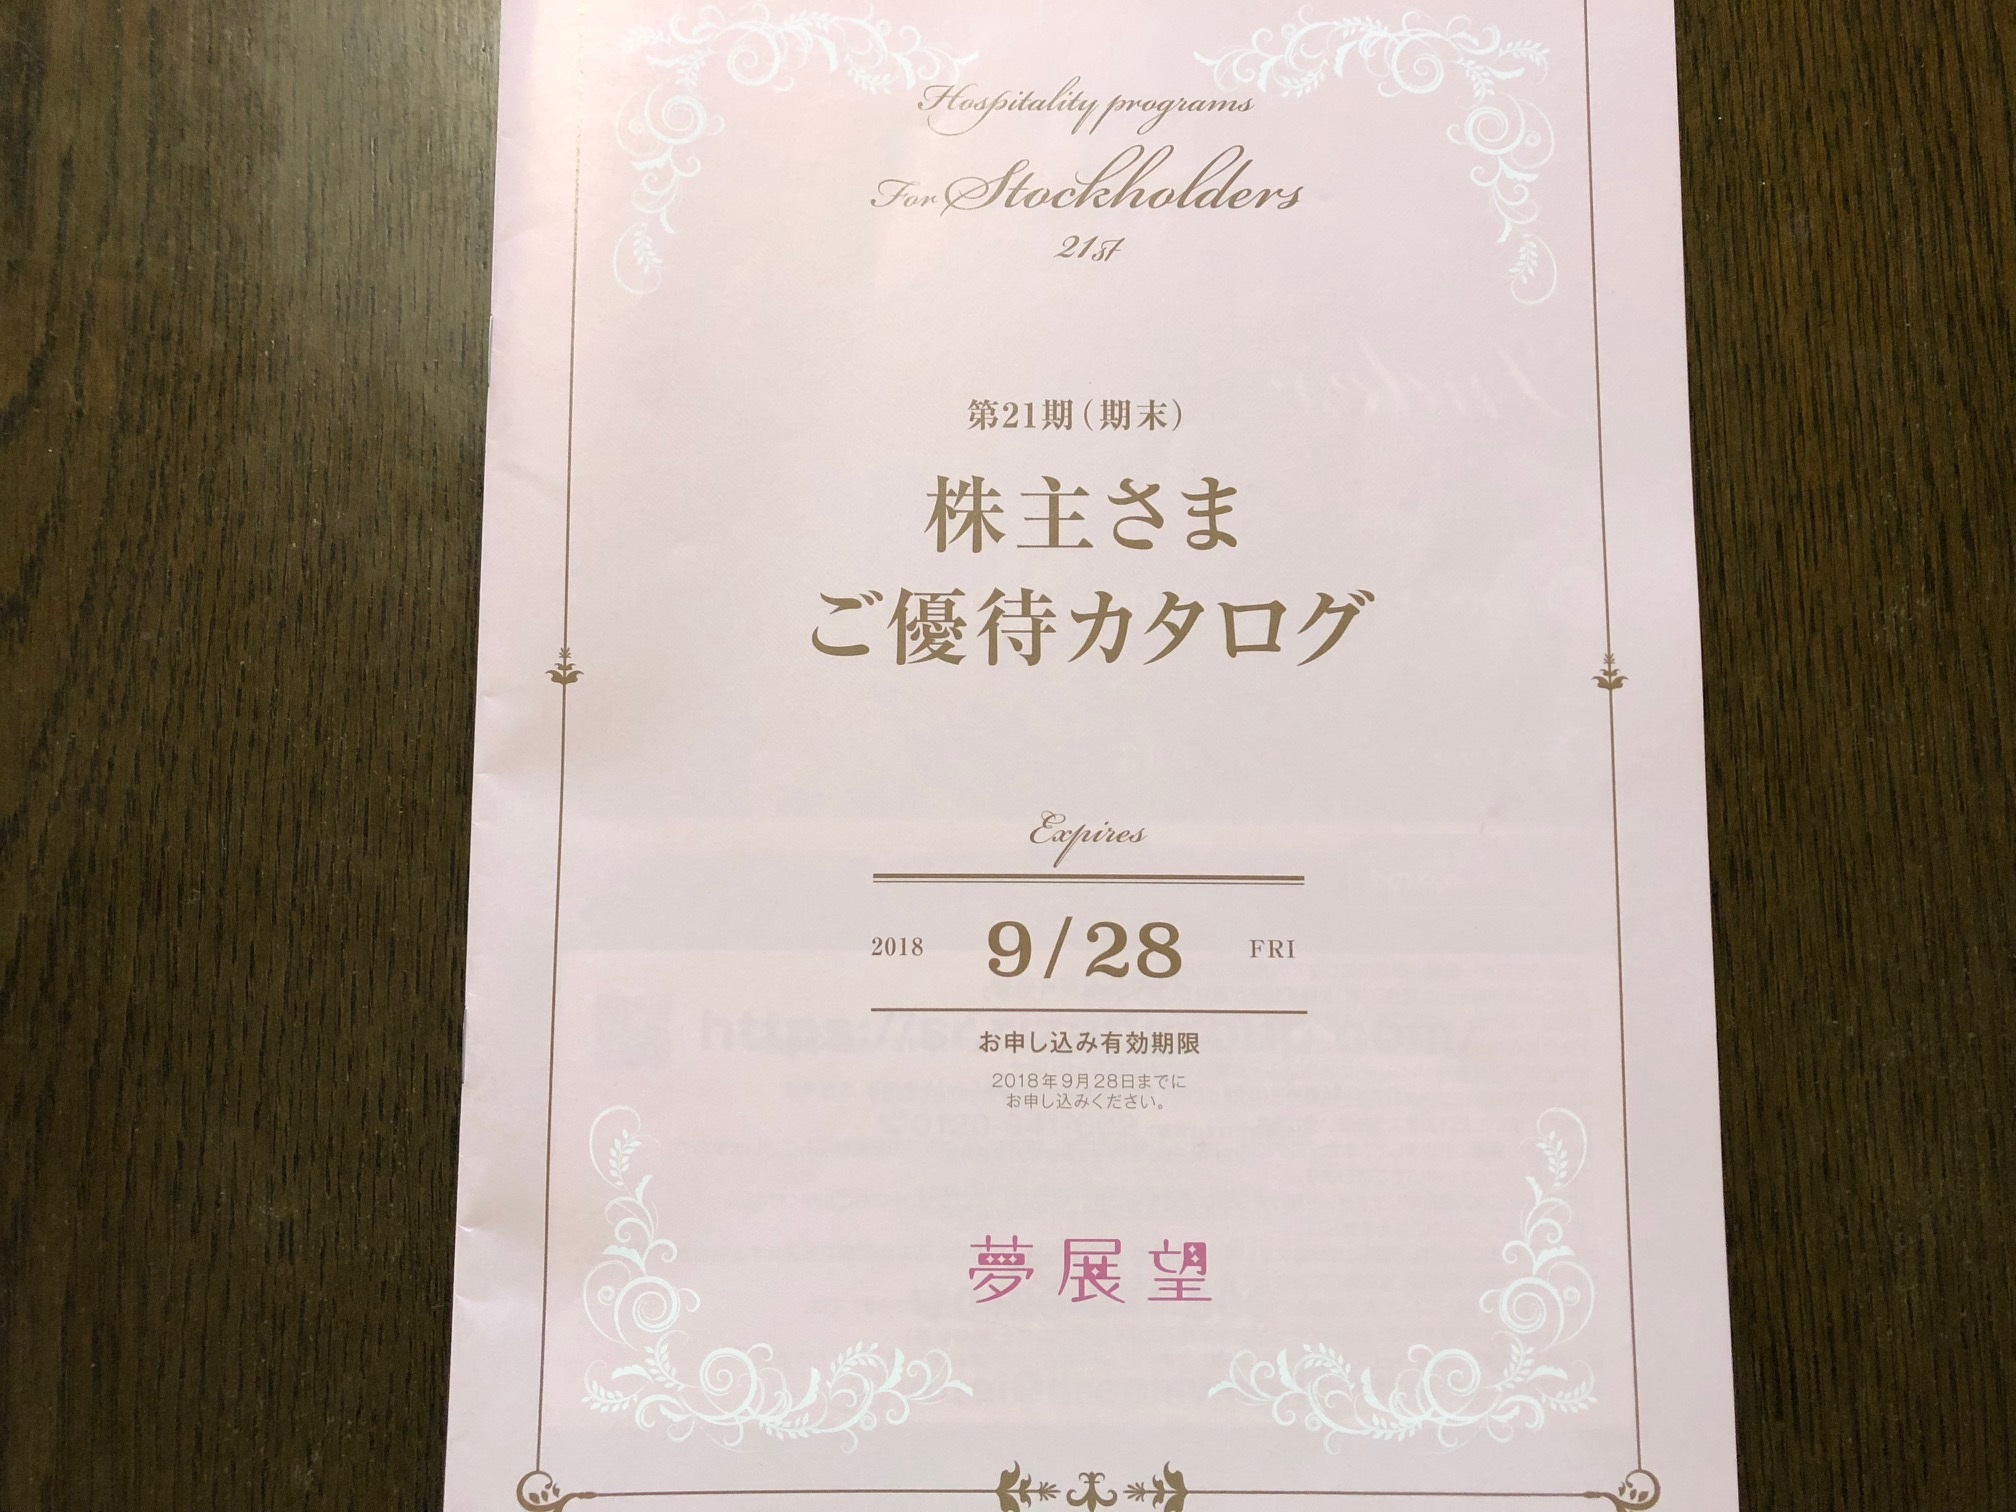 Hospitality programs
For Stockholders
21st
第21期（期末）
株主さま
ご優待カタログ
Expires
2018 9/28 FRI
お申し込み有効期限
2018年9月28日までに
お申し込みください。
夢展望